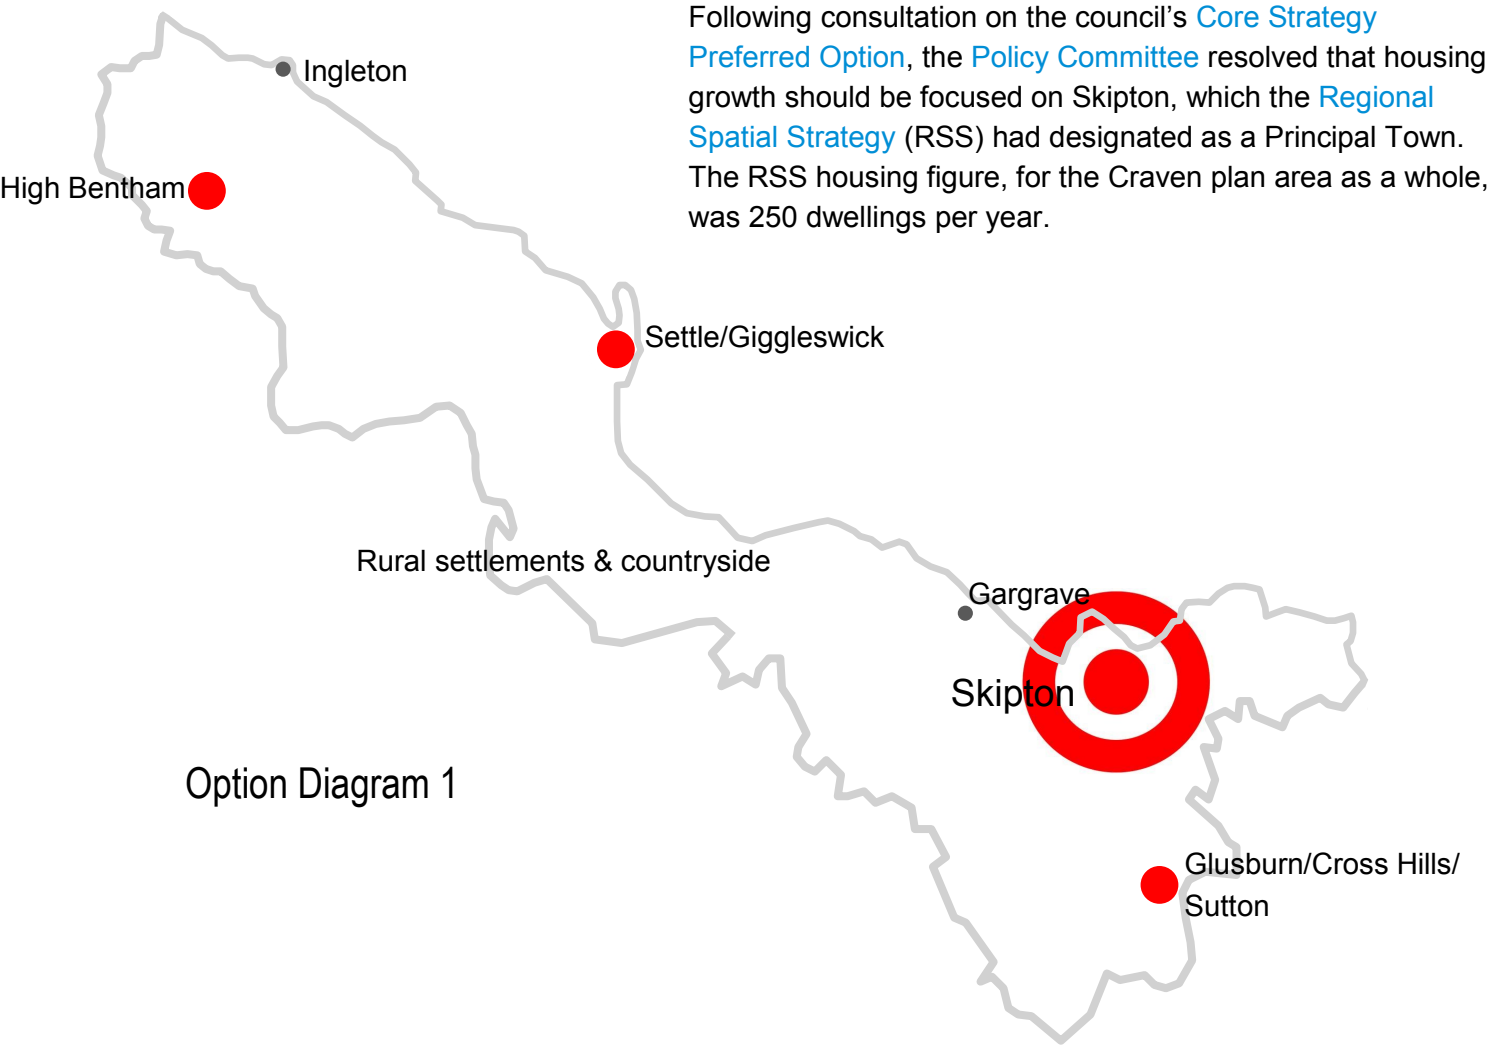 Following consultation on the council’s Core Strategy
Preferred Option, the Policy Committee resolved that housing
growth should be focused on Skipton, which the Regional
Spatial Strategy (RSS) had designated as a Principal Town.
The RSS housing figure, for the Craven plan area as a whole,
was 250 dwellings per year.
Ingleton
High Bentham
Settle/Giggleswick
Rural settlements & countryside
Gargrave
Skipton
Option Diagram 1
Glusburn/Cross Hills/
Sutton